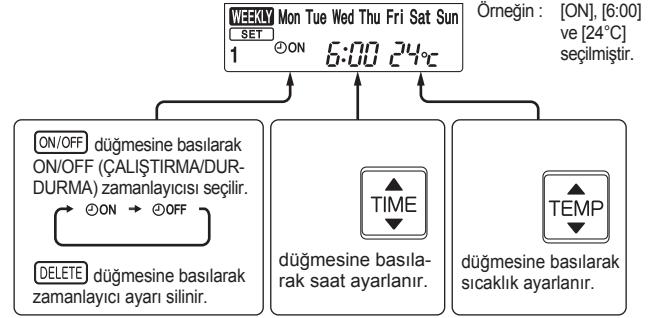 WEEKLY Mon Tue Wed Thu Fri Sat Sun
SET
1 ON 6:00 24°C
Örneğin : [ON], [6:00]
ve [24°C]
seçilmiştir.
ON/OFF düğmesine basılarak
ON/OFF (ÇALIŞTIRMA/DUR-
DURMA) zamanlayıcısı seçilir.
ON OFF
DELETE düğmesine basılarak
zamanlayıcı ayarı silinir.
TIME
düğmesine basıla-
rak saat ayarlanır.
TEMP
düğmesine basılarak
sıcaklık ayarlanır.